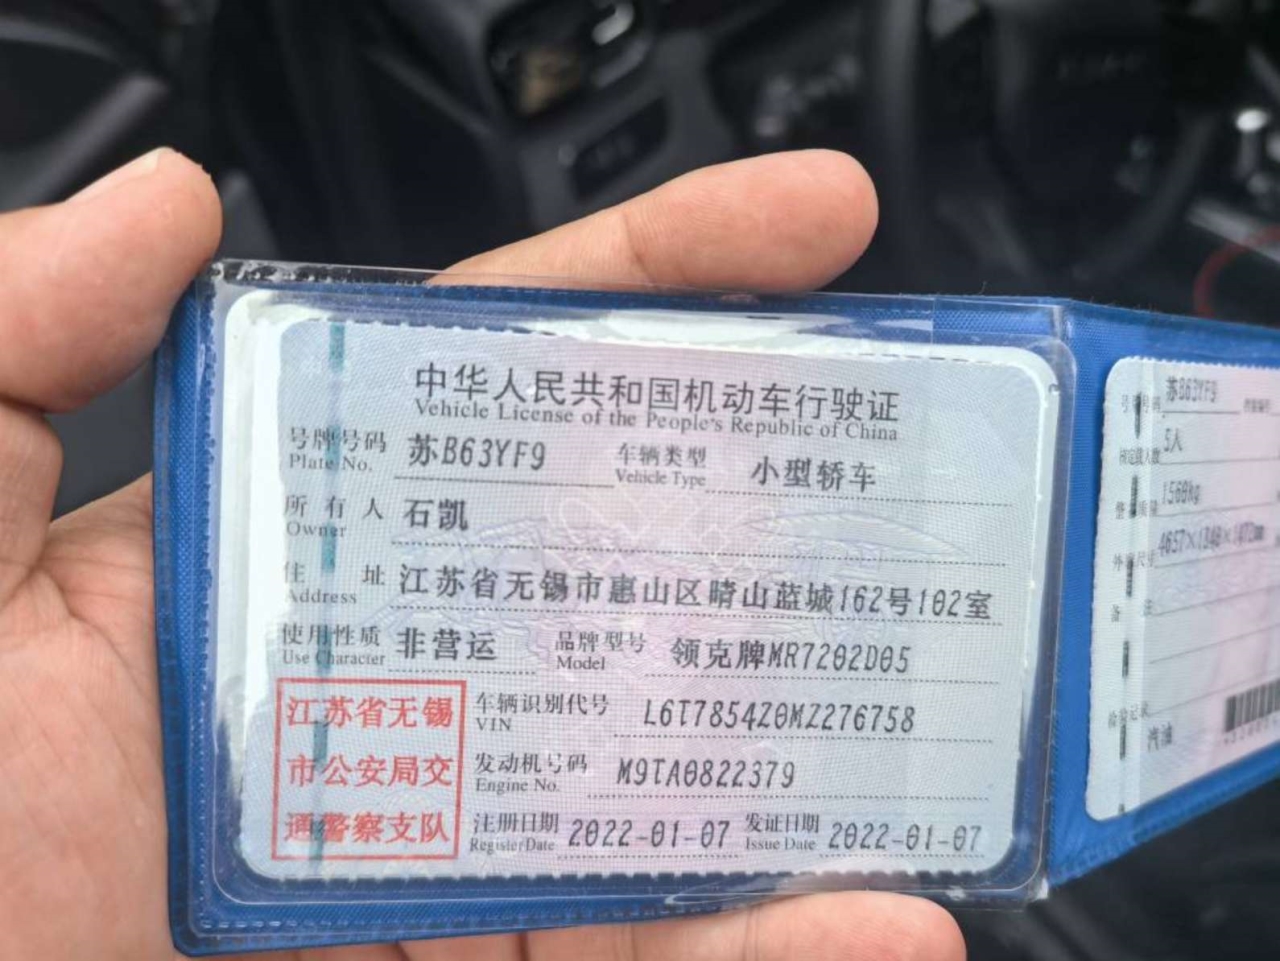 中华人民共和国机动车行驶证
Vehicle License of the People's Republic of China
号牌号码 苏B63YF9 车辆类型 小型轿车
Plate No. Vehicle Type
所有人 石凯
Owner
住址 江苏省无锡市惠山区晴山蓝城162号102室
Address
使用性质 非营运 品牌型号 领克牌MR7202D05
Use Character Model
江苏省无锡
市公安局交
通警察支队
车辆识别代号 L6T7854Z0MZ276758
VIN
发动机号码 M9TA0822379
Engine No.
注册日期 2022-01-07 发证日期 2022-01-07
Register Date Issue Date
苏B63YF9
5人
1560kg
汽油